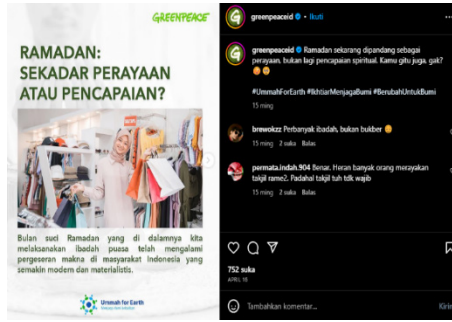 GREENPEACE
RAMADAN:
SEKADAR PERAYAAN
ATAU PENCAPAIAN?
Bulan suci Ramadan yang di dalamnya kita
melaksanakan ibadah puasa telah mengalami
pergeseran makna di masyarakat Indonesia yang
semakin modern dan materialistis.
Ummah for Earth
greenpeaceid • Ikuti
greenpeaceid Ramadan sekarang dipandang sebagai
perayaan, bukan lagi pencapaian spiritual. Kamu gitu juga, gak?
#UmmahForEarth #IkhtiarMenjagaBumi #BerubahUntukBumi
15 ming
brewokzz Perbanyak ibadah, bukan bukber
15 ming 2 suka Balas
permata.indah.904 Benar. Heran banyak orang merayakan
takjil rame2. Padahal takjil tuh tdk wajib
15 ming 2 suka Balas
752 suka
APRIL
Tambahkan komentar...
Kirim